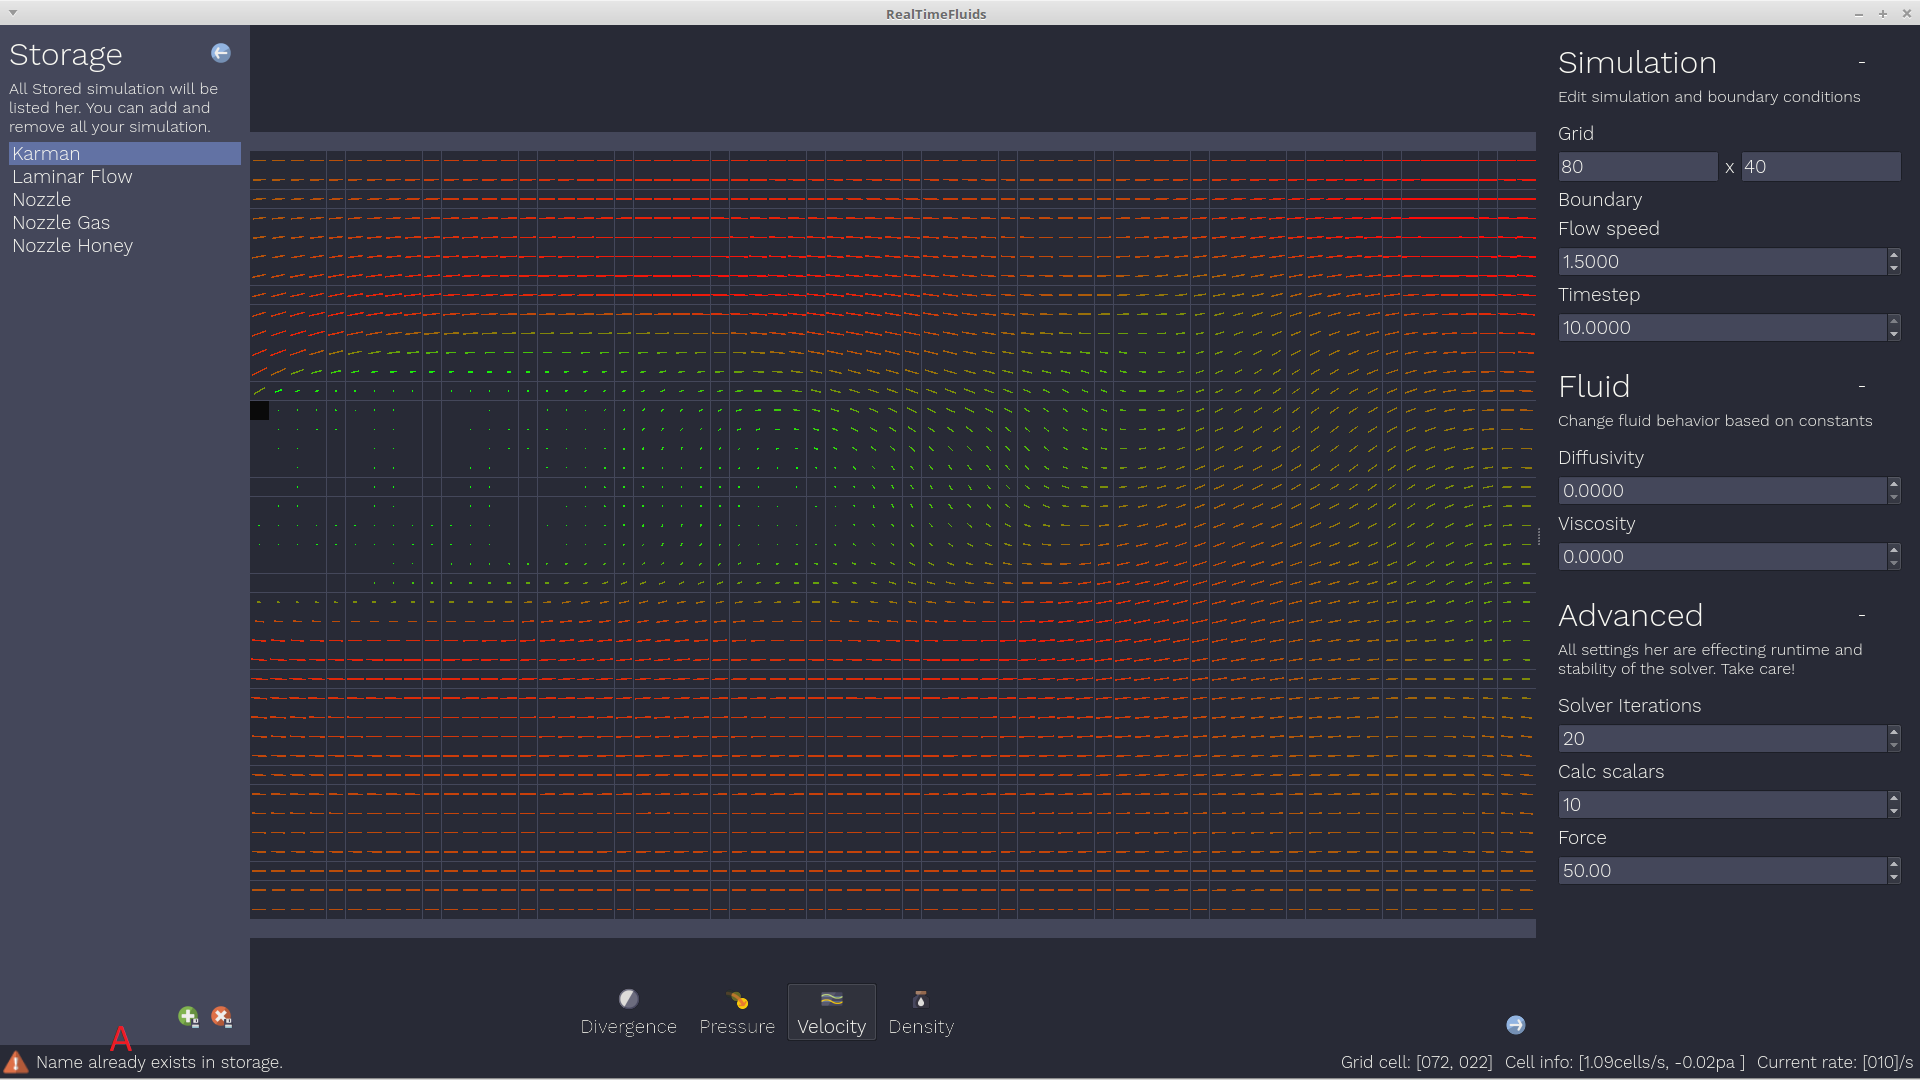 RealTimeFluids
Storage
All Stored simulation will be
listed her. You can add and
remove all your simulation.
Karman
Laminar Flow
Nozzle
Nozzle Gas
Nozzle Honey
A
Name already exists in storage.
Divergence
Pressure
Velocity
Density
Simulation -
Edit simulation and boundary conditions
Grid
80 x 40
Boundary
Flow speed
1.5000
Timestep
10.0000
Fluid -
Change fluid behavior based on constants
Diffusivity
0.0000
Viscosity
0.0000
Advanced -
All settings her are effecting runtime and
stability of the solver. Take care!
Solver Iterations
20
Calc scalars
10
Force
50.00
Grid cell: [072, 022] Cell info: [1.09cells/s, -0.02pa ] Current rate: [010]/s